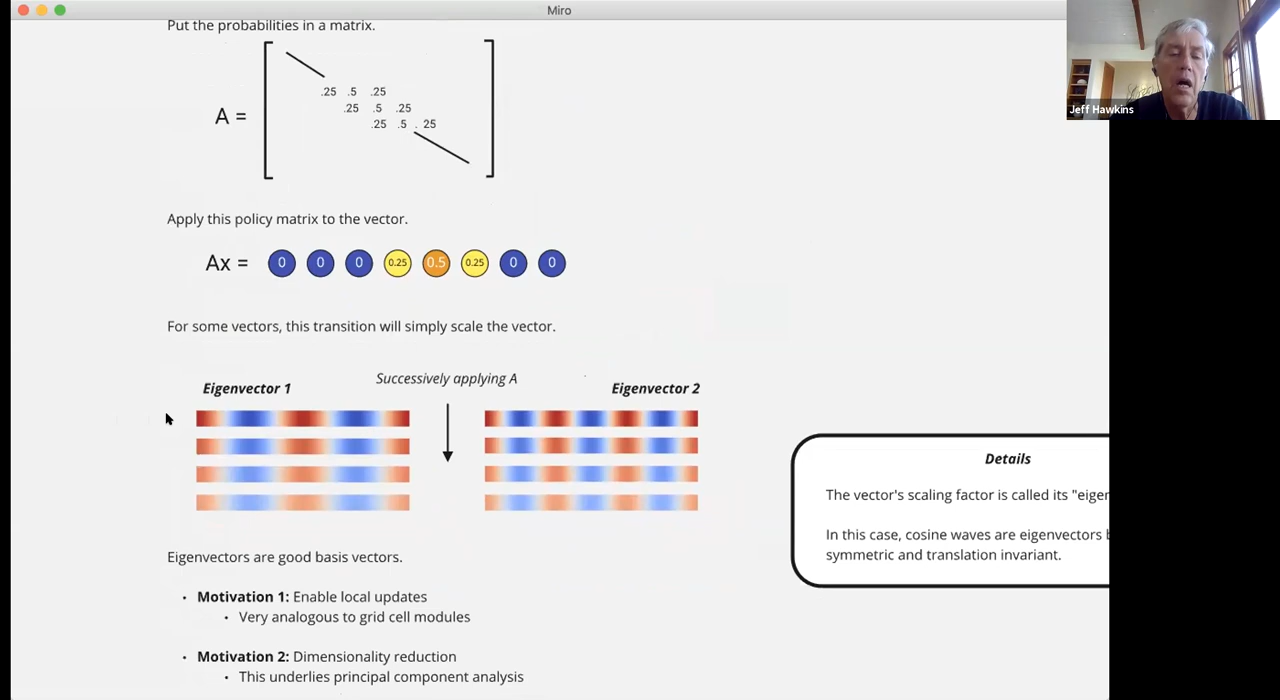 Miro
Jeff Hawkins
Put the probabilities in a matrix.
A =
.25 .5 .25
.25 .5 .25
.25 .5 . 25
Apply this policy matrix to the vector.
Ax = 0 0 0 0.25 0.5 0.25 0 0
For some vectors, this transition will simply scale the vector.
Successively applying A
Eigenvector 1
Eigenvector 2
Details
The vector's scaling factor is called its "eiger
In this case, cosine waves are eigenvectors
symmetric and translation invariant.
Eigenvectors are good basis vectors.
• Motivation 1: Enable local updates
• Very analogous to grid cell modules
• Motivation 2: Dimensionality reduction
• This underlies principal component analysis